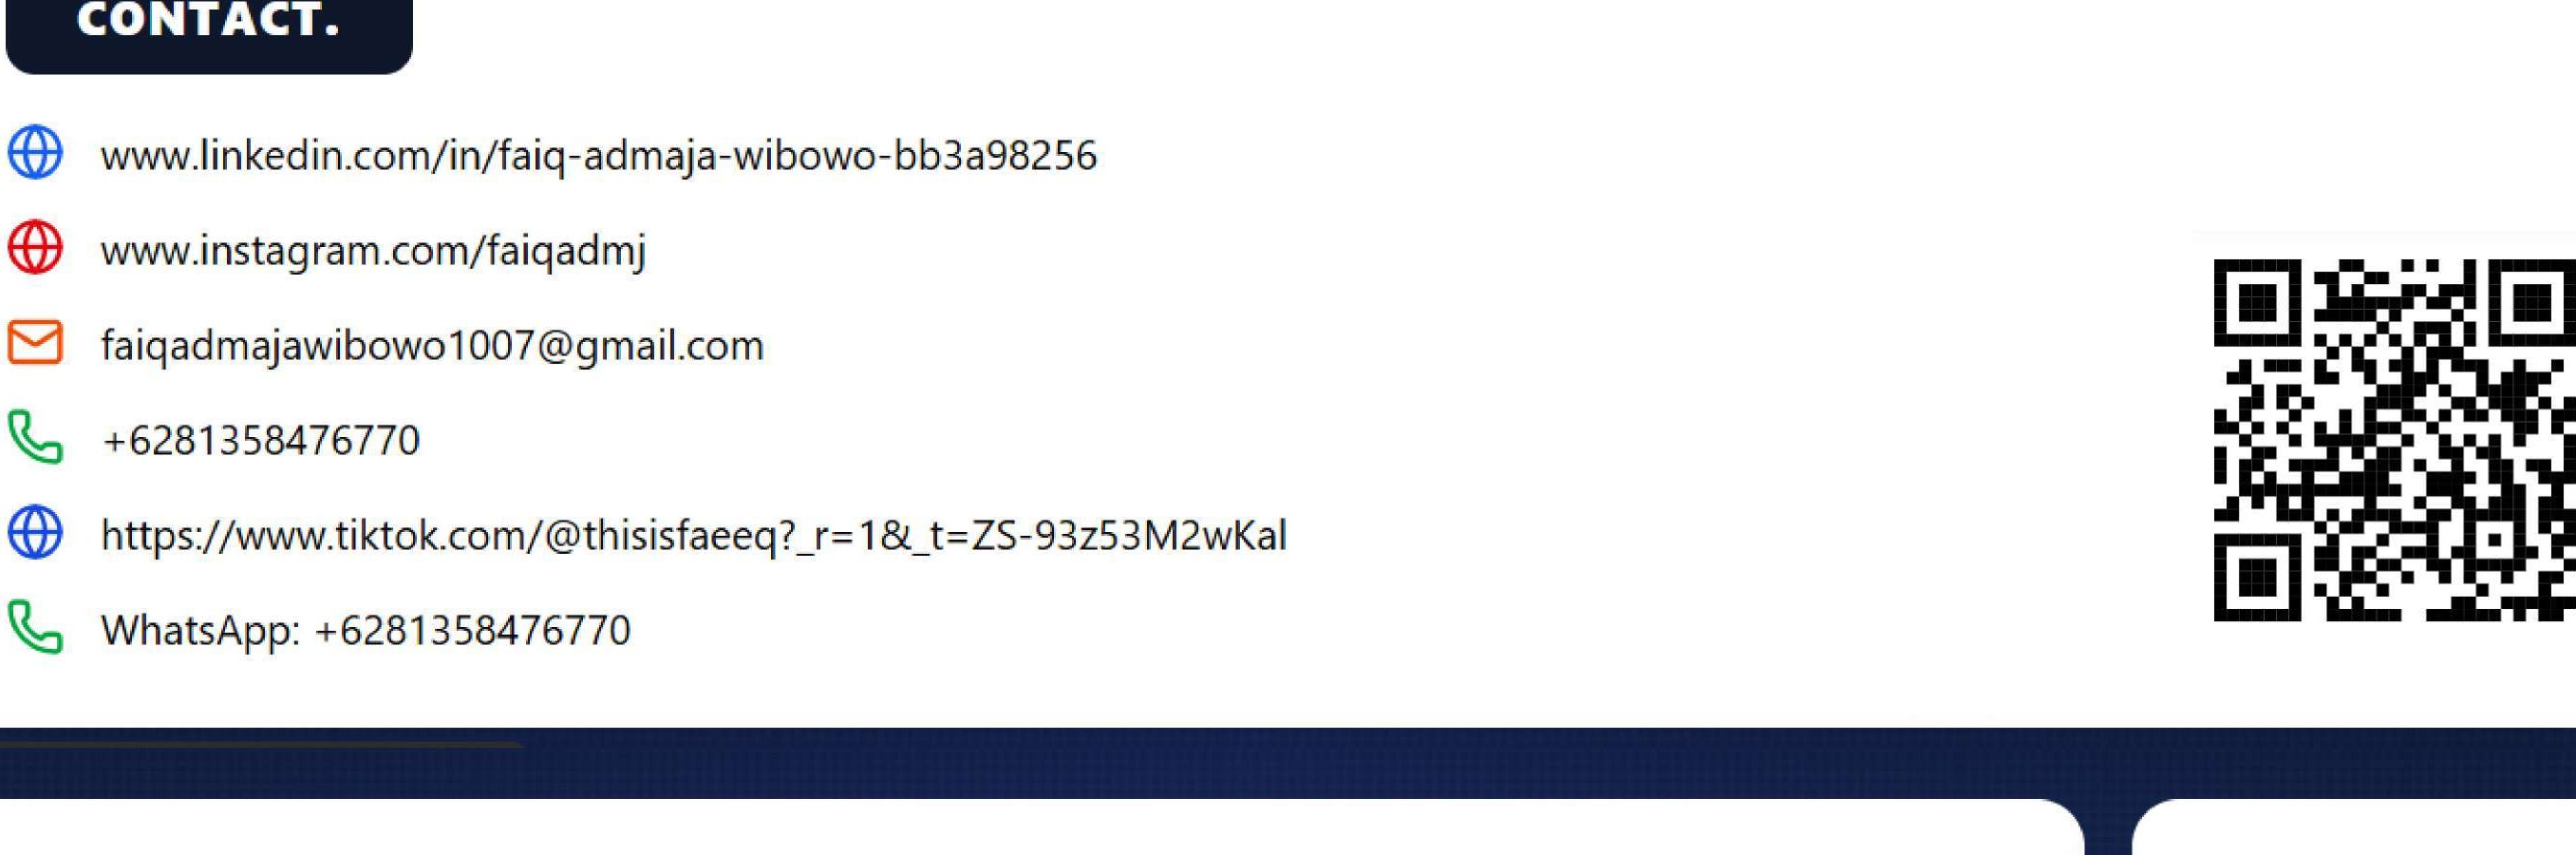 CONTACT.
www.linkedin.com/in/faiq-admaja-wibowo-bb3a98256
www.instagram.com/faiqadmj
faiqadmajawibowo1007@gmail.com
+6281358476770
https://www.tiktok.com/@thisisfaeeq?_r=1&_t=ZS-93z53M2wKal
WhatsApp: +6281358476770